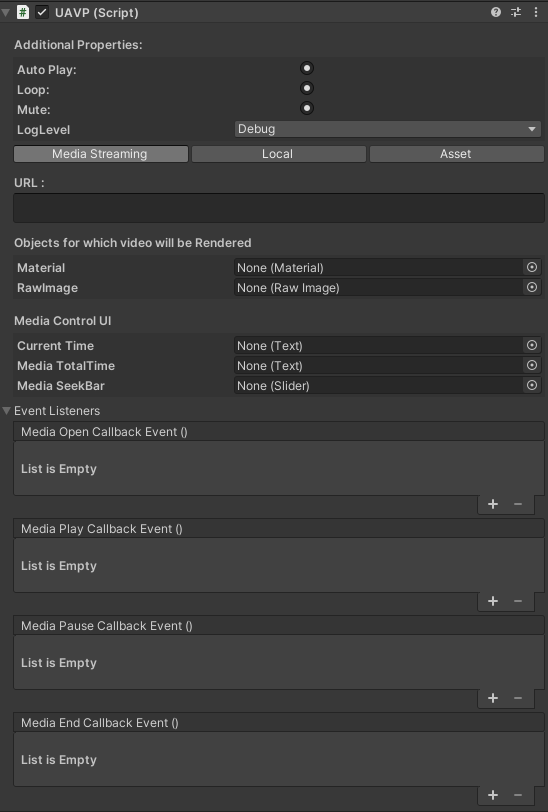 UAVP (Script)
Additional Properties:
Auto Play:
Loop:
Mute:
LogLevel Debug
Media Streaming Local Asset
URL :
Objects for which video will be Rendered
Material None (Material)
RawImage None (Raw Image)
Media Control UI
Current Time None (Text)
Media TotalTime None (Text)
Media SeekBar None (Slider)
Event Listeners
Media Open Callback Event ()
List is Empty
+ −
Media Play Callback Event ()
List is Empty
+ −
Media Pause Callback Event ()
List is Empty
+ −
Media End Callback Event ()
List is Empty
+ −